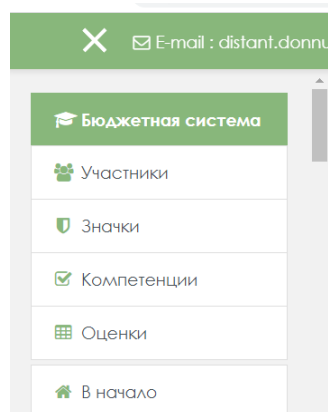 E-mail : distant.donnu
Бюджетная система
Участники
Значки
Компетенции
Оценки
В начало